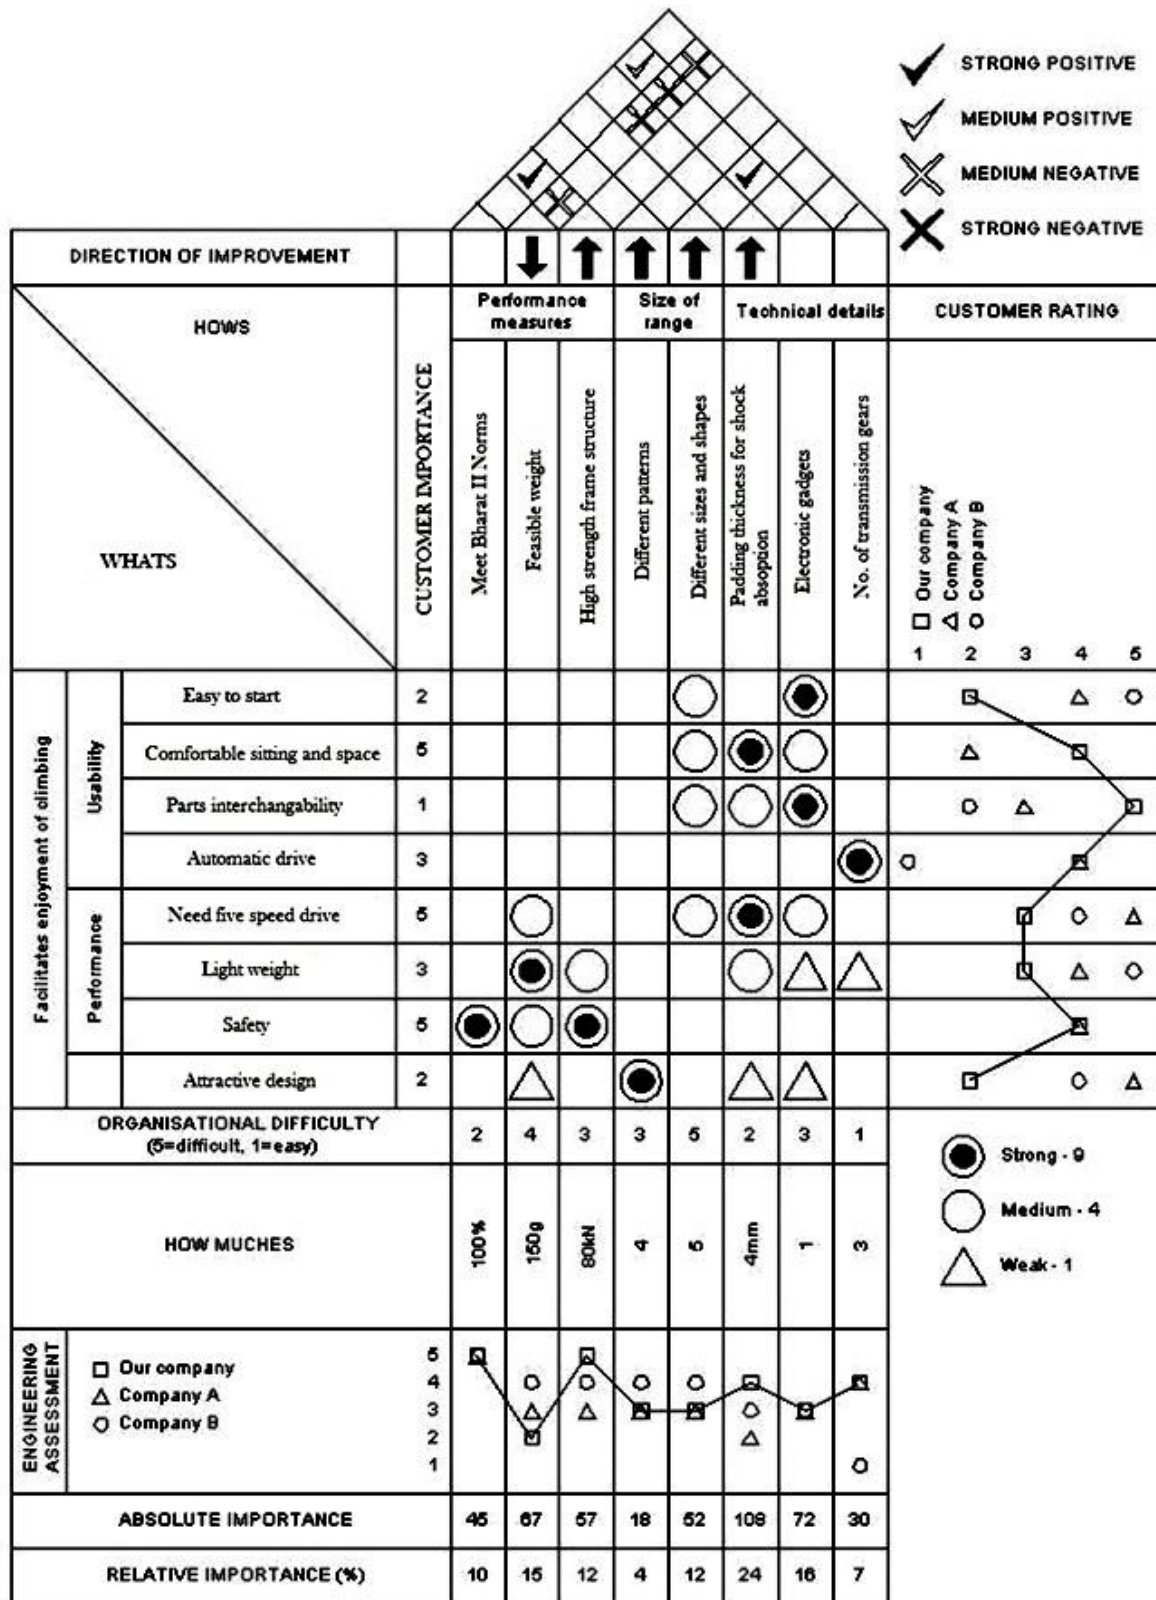 STRONG POSITIVE
MEDIUM POSITIVE
MEDIUM NEGATIVE
STRONG NEGATIVE
DIRECTION OF IMPROVEMENT
HOWS
WHATS
CUSTOMER IMPORTANCE
Performance
measures
Size of
range
Technical details
CUSTOMER RATING
Meet Bharat II Norms
Feasible weight
High strength frame structure
Different patterns
Different sizes and shapes
Padding thickness for shock
absoption
Electronic gadgets
No. of transmission gears
Our company
Company A
Company B
1 2 3 4 5
Facilitates enjoyment of climbing
Usability
Easy to start 2
Comfortable sitting and space 5
Parts interchangability 1
Automatic drive 3
Performance
Need five speed drive 5
Light weight 3
Safety 5
Attractive design 2
ORGANISATIONAL DIFFICULTY
(5=difficult, 1=easy)
2 4 3 3 5 2 3 1
Strong - 9
Medium - 4
Weak - 1
HOW MUCHES
100% 150g 80kN 4 5 4mm 1 3
ENGINEERING
ASSESSMENT
Our company
Company A
Company B
5
4
3
2
1
ABSOLUTE IMPORTANCE 45 67 57 18 52 108 72 30
RELATIVE IMPORTANCE (%) 10 15 12 4 12 24 16 7